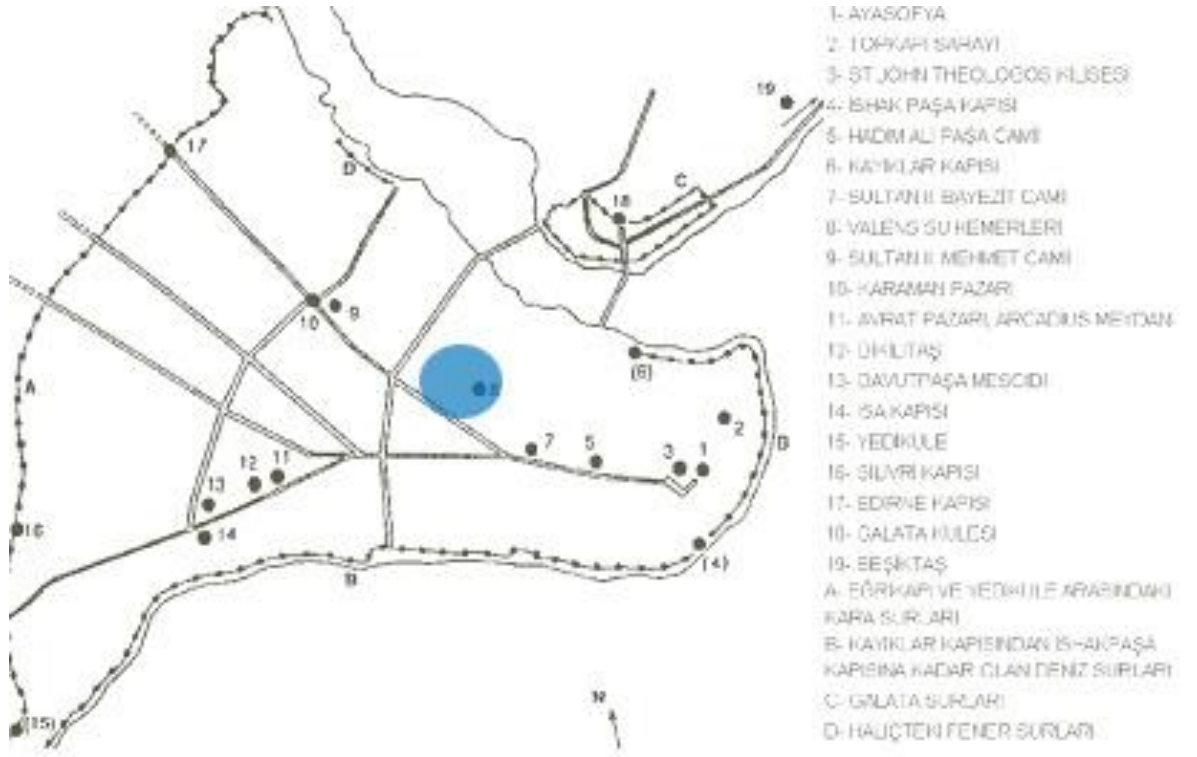 1- AYASOFYA
2- TOPKAPI SARAYI
3- ST JOHN THEOLOGOS KİLİSESİ
4- İSHAK PAŞA KAPISI
5- HADIM ALİ PAŞA CAMİİ
6- KAYIKLAR KAPISI
7- SULTAN II. BAYEZİT CAMİİ
8- VALENS SU KEMERLERİ
9- SULTAN II. MEHMET CAMİİ
10- KARAMAN PAZARI
11- AVRAT PAZARI, ARCADIUS MEYDANI
12- DİKİLİTAŞ
13- DAVUTPAŞA MESCİDİ
14- İSA KAPISI
15- YEDİKULE
16- SİLİVRİ KAPISI
17- EDİRNE KAPISI
18- GALATA KULESİ
19- BEŞİKTAŞ
A- EĞRİKAPI VE YEDİKULE ARASINDAKİ
KARA SURLARI
B- KAYIKLAR KAPISINDAN İSHAKPAŞA
KAPISINA KADAR OLAN DENİZ SURLARI
C- GALATA SURLARI
D- HALİÇTEKİ FENER SURLARI
19
17
D
C
18
9
10
(6)
A
8
2
B
7
5
3
1
11
12
13
14
16
(4)
B
(15)
N